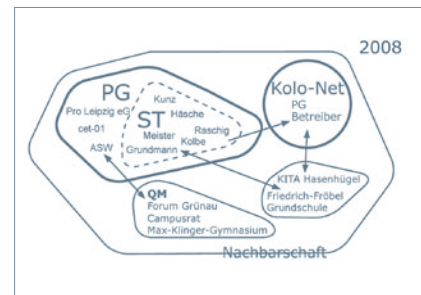 2008
PG
Pro Leipzig eG
cet-01
ASW
ST
Kunz
Häsche
Meister
Raschig
Kolbe
Grundmann
Kolo-Net
PG
Betreiber
KITA Hasenhügel
Friedrich-Fröbel
Grundschule
QM
Forum Grünau
Campusrat
Max-Klinger-Gymnasium
Nachbarschaft